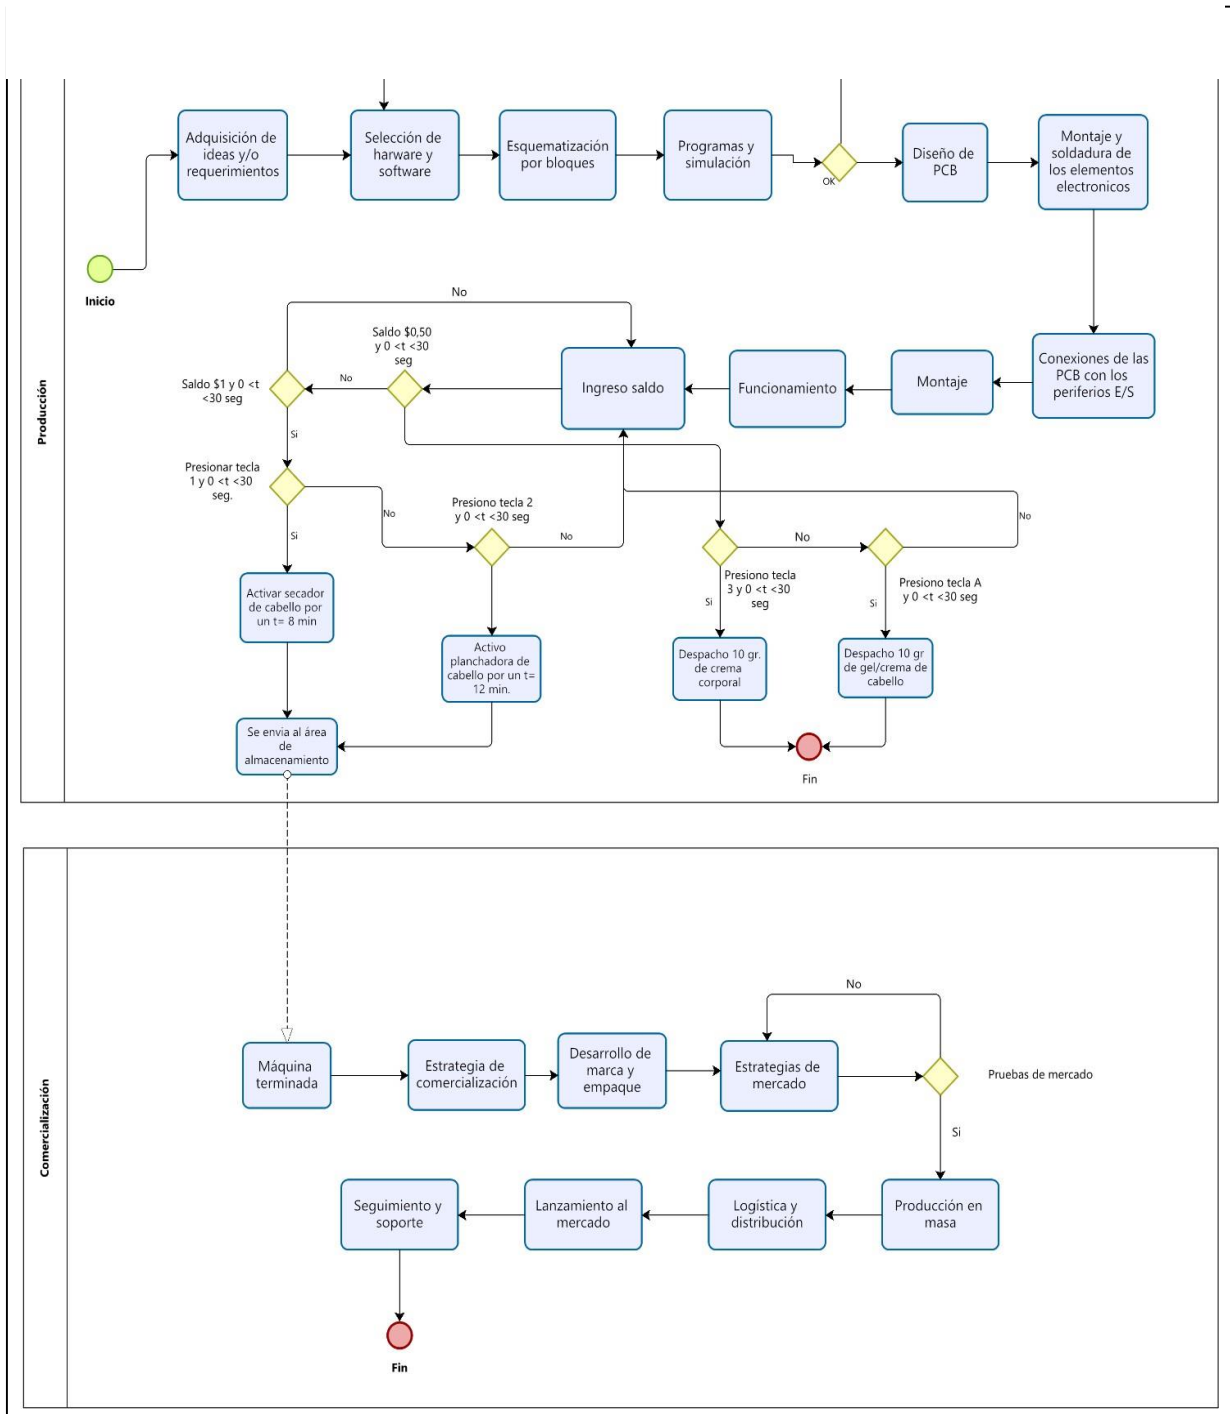 Producción
Adquisición de
ideas y/o
requerimientos
Selección de
harware y
software
Esquematización
por bloques
Programas y
simulación
OK
Diseño de
PCB
Montaje y
soldadura de
los elementos
electronicos
Inicio
No
Saldo $0,50
y 0 <t <30
seg
Saldo $1 y 0 <t
<30 seg
No
Ingreso saldo
Funcionamiento
Montaje
Conexiones de las
PCB con los
periferios E/S
Si
Presionar tecla
1 y 0 <t <30
seg.
No
Presiono tecla 2
y 0 <t <30 seg
No
No
No
Si
Presiono tecla
3 y 0 <t <30
seg
Si
Presiono tecla A
y 0 <t <30 seg
Si
Activar secador
de cabello por
un t= 8 min
Activo
planchadora de
cabello por un t=
12 min.
Despacho 10 gr.
de crema
corporal
Despacho 10 gr
de gel/crema de
cabello
Se envia al área
de
almacenamiento
Fin
Comercialización
No
Máquina
terminada
Estrategia de
comercialización
Desarrollo de
marca y
empaque
Estrategias de
mercado
Pruebas de mercado
Si
Seguimiento y
soporte
Lanzamiento al
mercado
Logística y
distribución
Producción en
masa
Fin